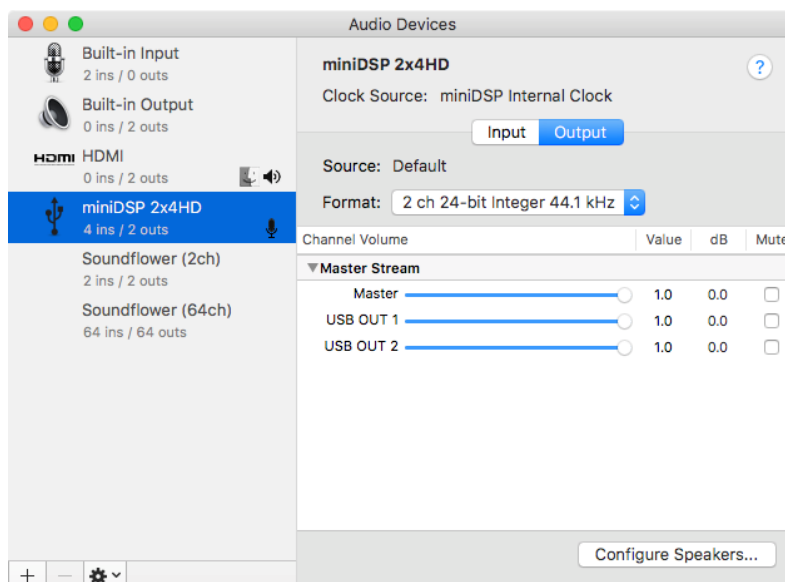 Audio Devices
Built-in Input
2 ins / 0 outs
Built-in Output
0 ins / 2 outs
HDMI HDMI
0 ins / 2 outs
miniDSP 2x4HD
4 ins / 2 outs
Soundflower (2ch)
2 ins / 2 outs
Soundflower (64ch)
64 ins / 64 outs
miniDSP 2x4HD
?
Clock Source: miniDSP Internal Clock
Input Output
Source: Default
Format: 2 ch 24-bit Integer 44.1 kHz
Channel Volume Value dB Mute
Master Stream
Master 1.0 0.0
USB OUT 1 1.0 0.0
USB OUT 2 1.0 0.0
Configure Speakers...